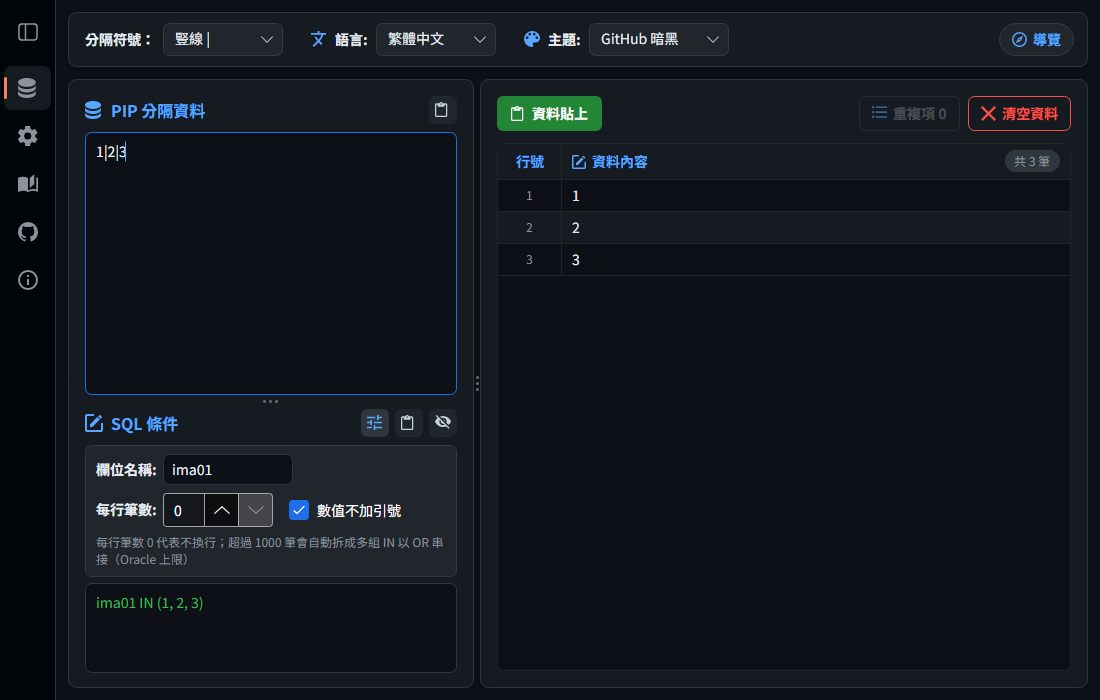 分隔符號： 豎線 | 語言: 繁體中文 主題: GitHub 暗黑 導覽
PIP 分隔資料
1|2|3
SQL 條件
欄位名稱: ima01
每行筆數: 0 數值不加引號
每行筆數 0 代表不換行；超過 1000 筆會自動拆成多組 IN 以 OR 串
接（Oracle 上限）
ima01 IN (1, 2, 3)
資料貼上 重複項 0 清空資料
行號 資料內容 共 3 筆
1 1
2 2
3 3